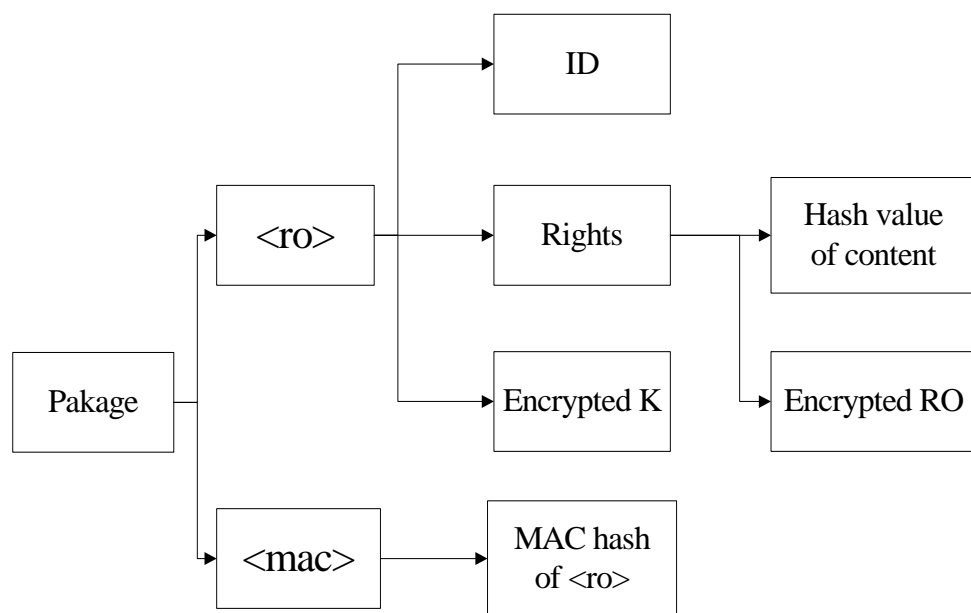 ID
<ro>
Rights
Hash value
of content
Pakage
Encrypted K
Encrypted RO
<mac>
MAC hash
of <ro>